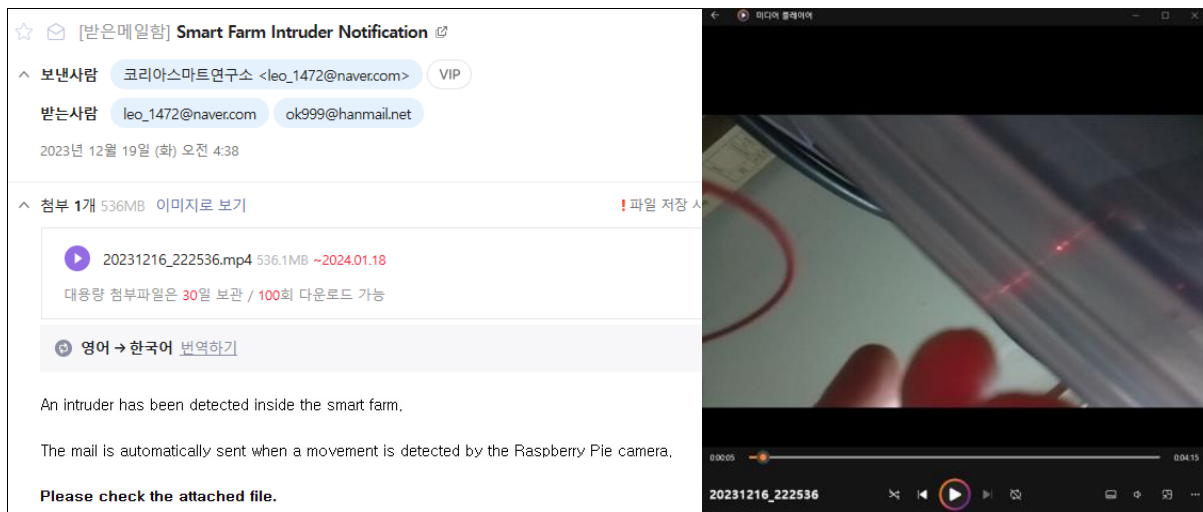 [받은메일함] Smart Farm Intruder Notification
보낸사람 코리아스마트연구소 <leo_1472@naver.com> VIP
받는사람 leo_1472@naver.com ok999@hanmail.net
2023년 12월 19일 (화) 오전 4:38
첨부 1개 536MB 이미지로 보기 ! 파일 저장 시
20231216_222536.mp4 536.1MB ~2024.01.18
대용량 첨부파일은 30일 보관 / 100회 다운로드 가능
영어 → 한국어 번역하기
An intruder has been detected inside the smart farm.
The mail is automatically sent when a movement is detected by the Raspberry Pie camera.
Please check the attached file.
미디어 플레이어
0:00:05 0:04:15
20231216_222536